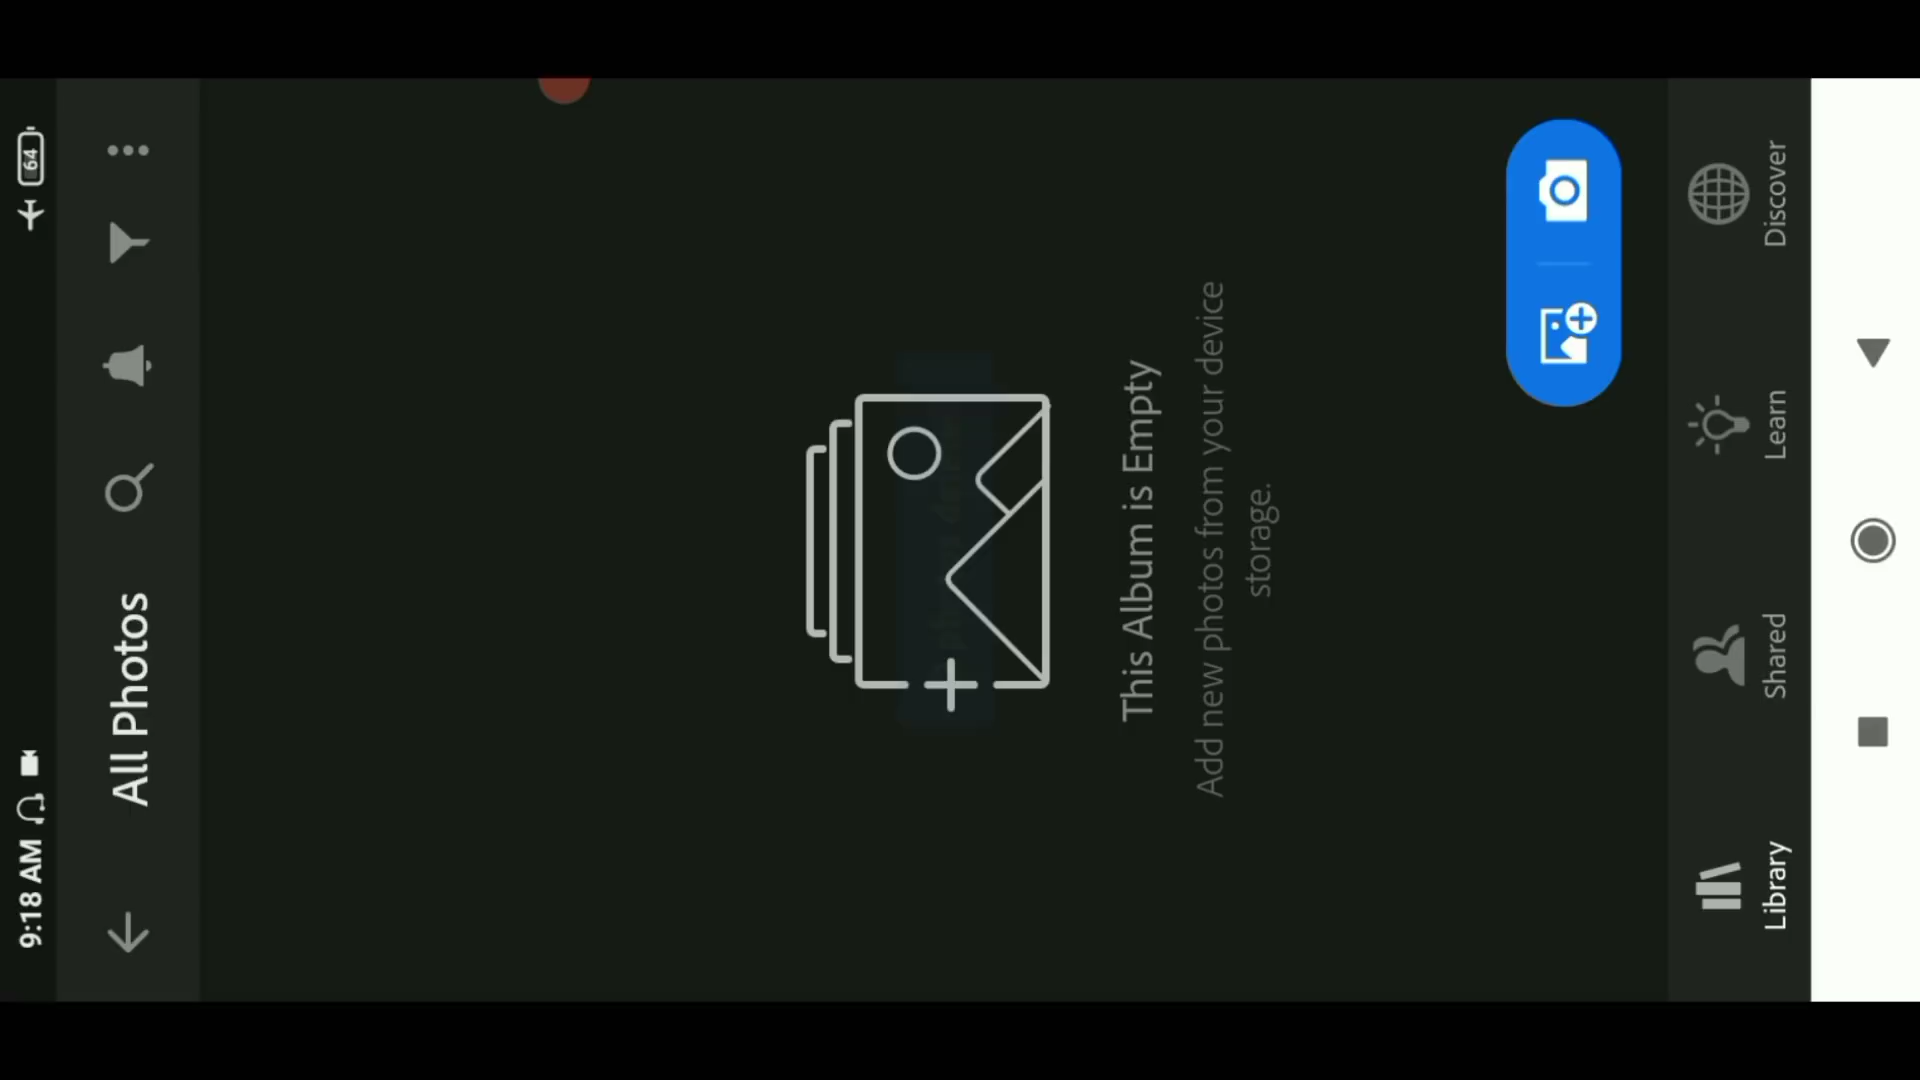 9:18 AM
64
All Photos
This Album is Empty
Add new photos from your device
storage.
Library
Shared
Learn
Discover